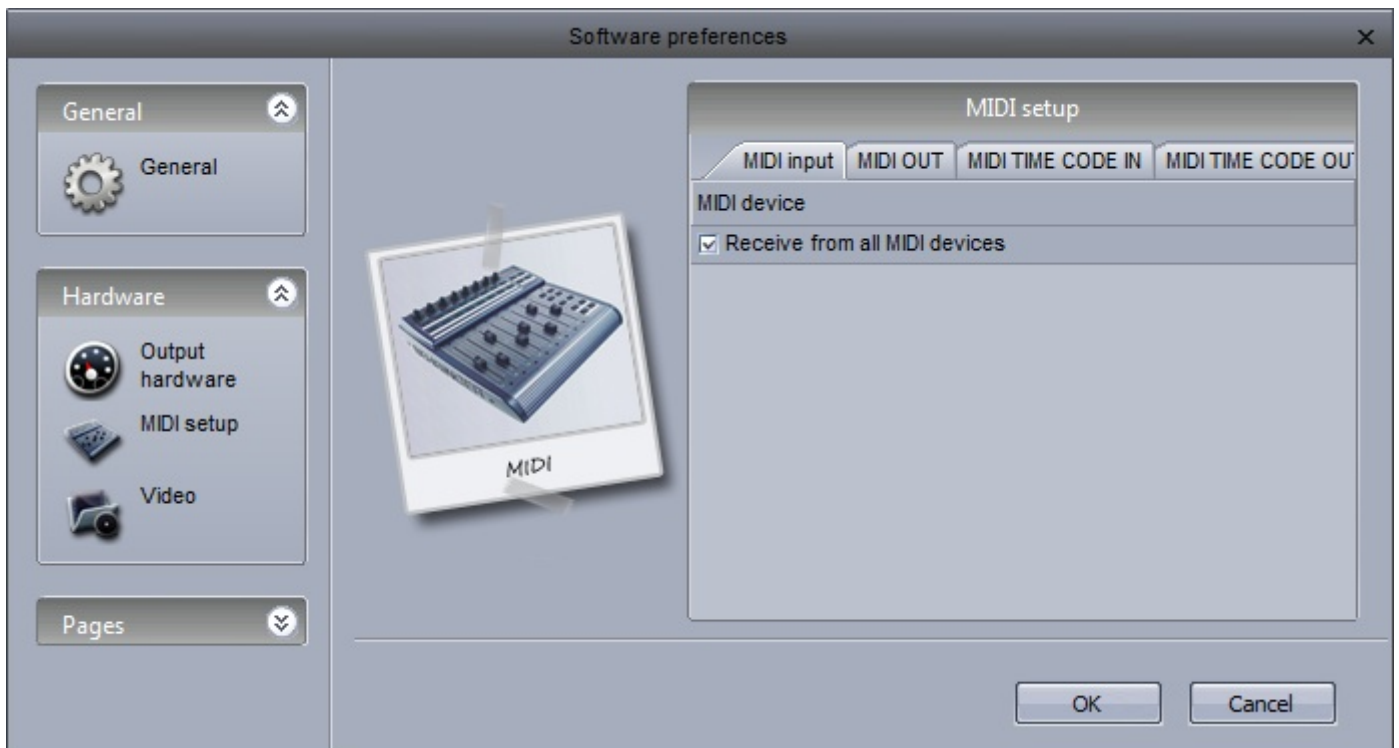 Software preferences
General
General
Hardware
Output
hardware
MIDI setup
Video
Pages
MIDI
MIDI setup
MIDI input
MIDI OUT
MIDI TIME CODE IN
MIDI TIME CODE OU
MIDI device
Receive from all MIDI devices
OK
Cancel